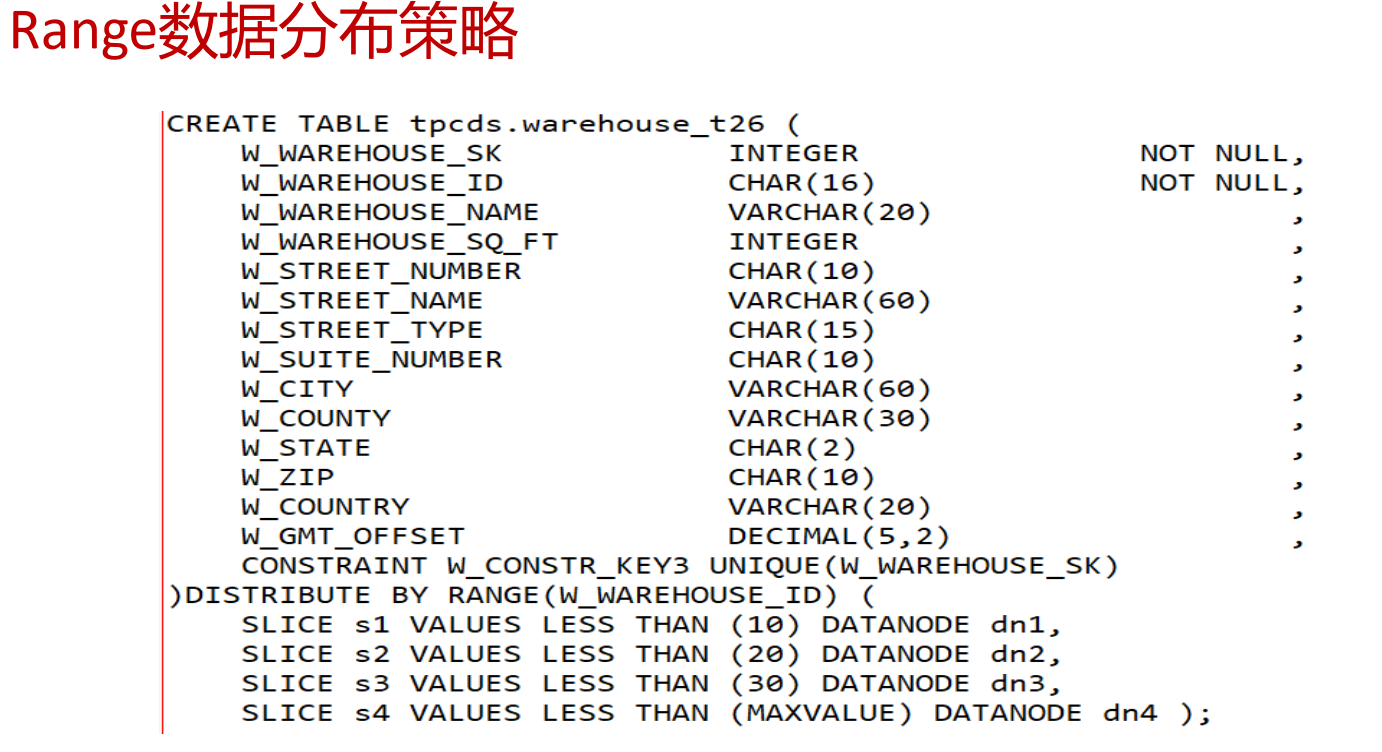 Range数据分布策略
CREATE TABLE tpcds.warehouse_t26 (
    W_WAREHOUSE_SK            INTEGER               NOT NULL,
    W_WAREHOUSE_ID            CHAR(16)              NOT NULL,
    W_WAREHOUSE_NAME          VARCHAR(20)                   ,
    W_WAREHOUSE_SQ_FT         INTEGER                       ,
    W_STREET_NUMBER           CHAR(10)                      ,
    W_STREET_NAME             VARCHAR(60)                   ,
    W_STREET_TYPE             CHAR(15)                      ,
    W_SUITE_NUMBER            CHAR(10)                      ,
    W_CITY                    VARCHAR(60)                   ,
    W_COUNTY                  VARCHAR(30)                   ,
    W_STATE                   CHAR(2)                       ,
    W_ZIP                     CHAR(10)                      ,
    W_COUNTRY                 VARCHAR(20)                   ,
    W_GMT_OFFSET              DECIMAL(5,2)                  ,
    CONSTRAINT W_CONSTR_KEY3 UNIQUE(W_WAREHOUSE_SK)
)DISTRIBUTE BY RANGE(W_WAREHOUSE_ID) (
    SLICE s1 VALUES LESS THAN (10) DATANODE dn1,
    SLICE s2 VALUES LESS THAN (20) DATANODE dn2,
    SLICE s3 VALUES LESS THAN (30) DATANODE dn3,
    SLICE s4 VALUES LESS THAN (MAXVALUE) DATANODE dn4 );